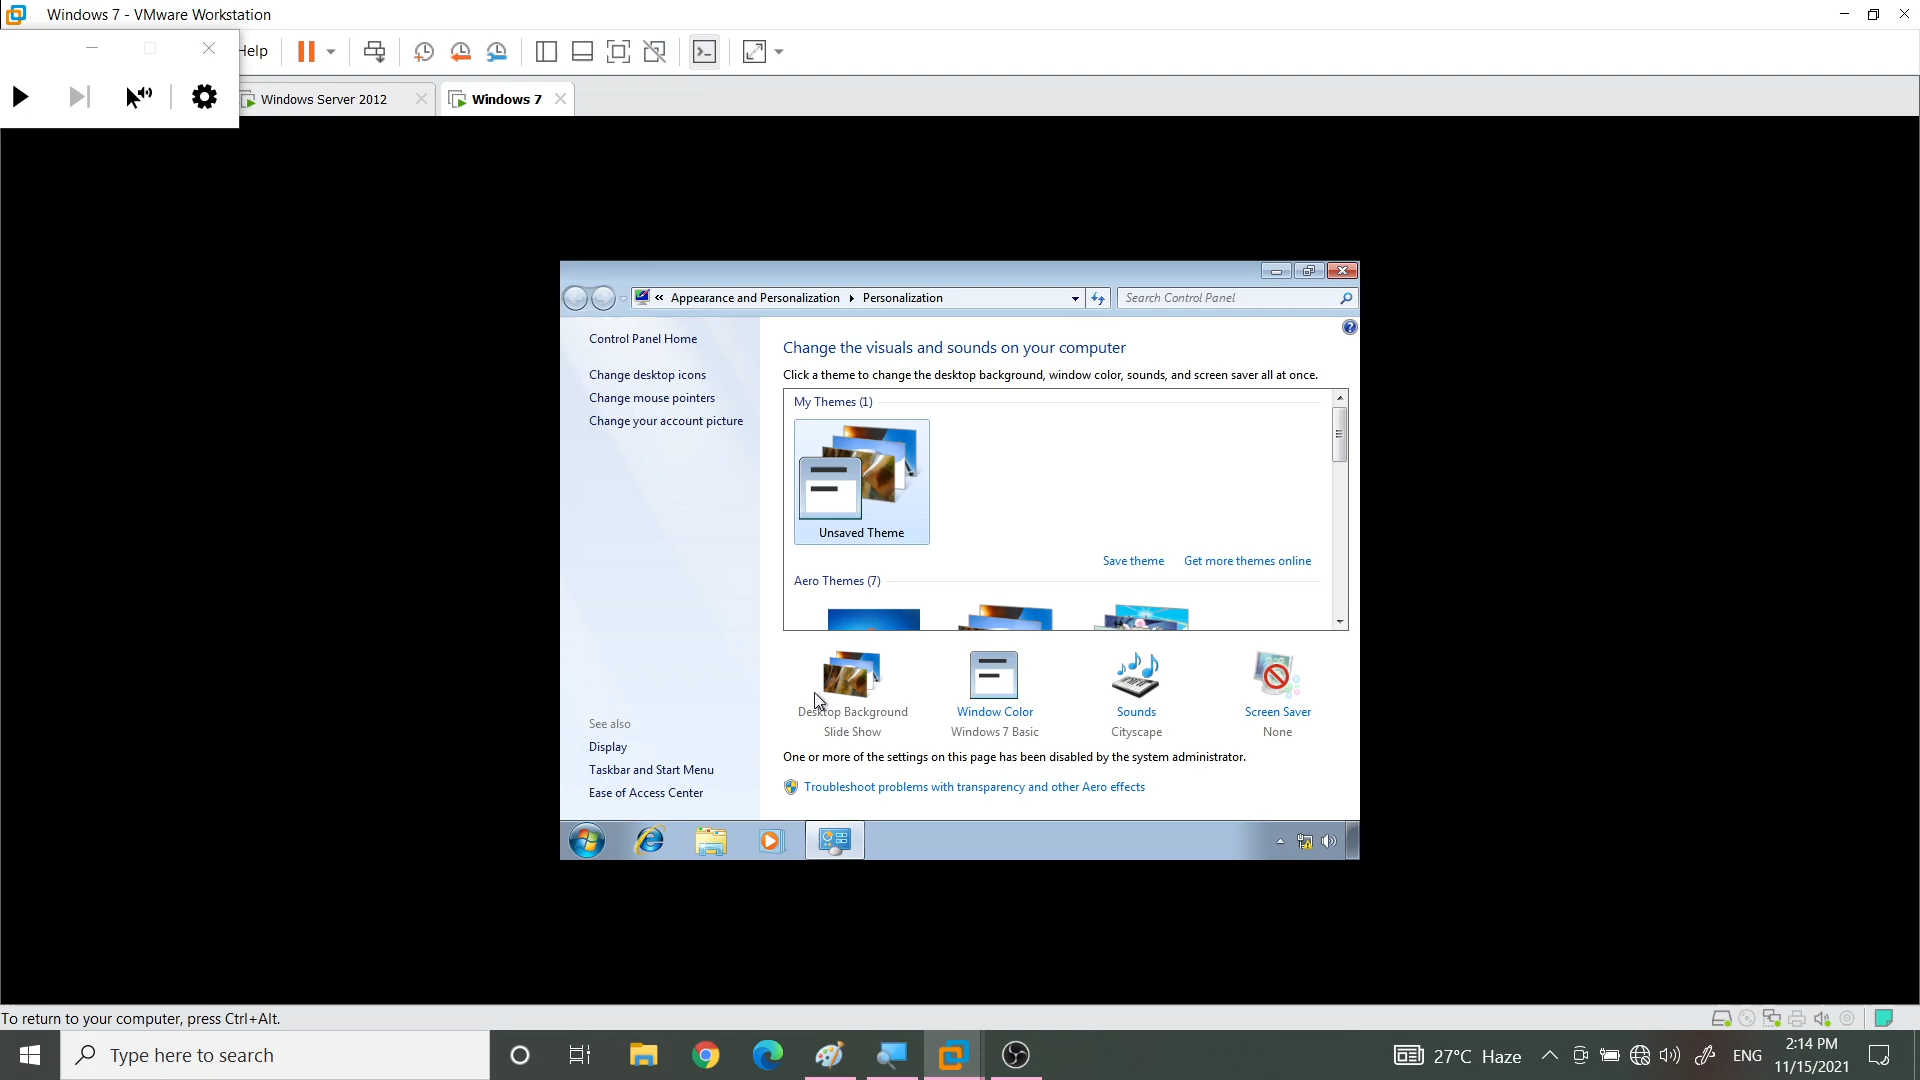 Windows 7 - VMware Workstation
Help
Windows Server 2012
Windows 7
« Appearance and Personalization Personalization
Search Control Panel
Control Panel Home
Change desktop icons
Change mouse pointers
Change your account picture
See also
Display
Taskbar and Start Menu
Ease of Access Center
Change the visuals and sounds on your computer
Click a theme to change the desktop background, window color, sounds, and screen saver all at once.
My Themes (1)
Unsaved Theme
Save theme Get more themes online
Aero Themes (7)
Desktop Background
Slide Show
Window Color
Windows 7 Basic
Sounds
Cityscape
Screen Saver
None
One or more of the settings on this page has been disabled by the system administrator.
Troubleshoot problems with transparency and other Aero effects
To return to your computer, press Ctrl+Alt.
Type here to search
27°C Haze
ENG
2:14 PM
11/15/2021